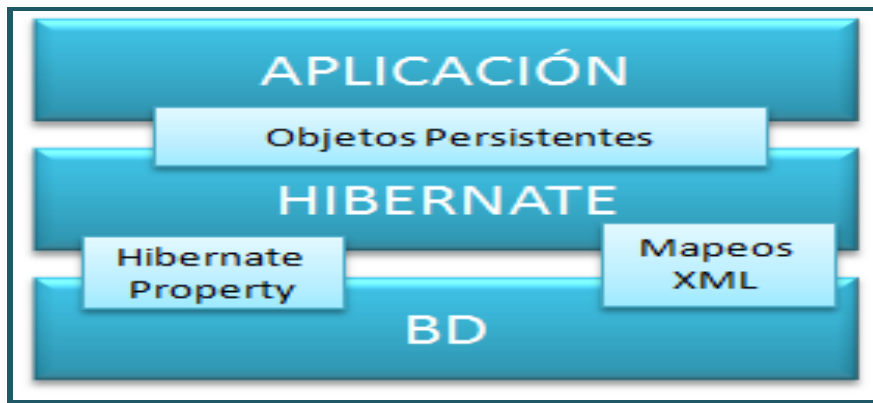 APLICACIÓN
Objetos Persistentes
HIBERNATE
Hibernate
Property
Mapeos
XML
BD